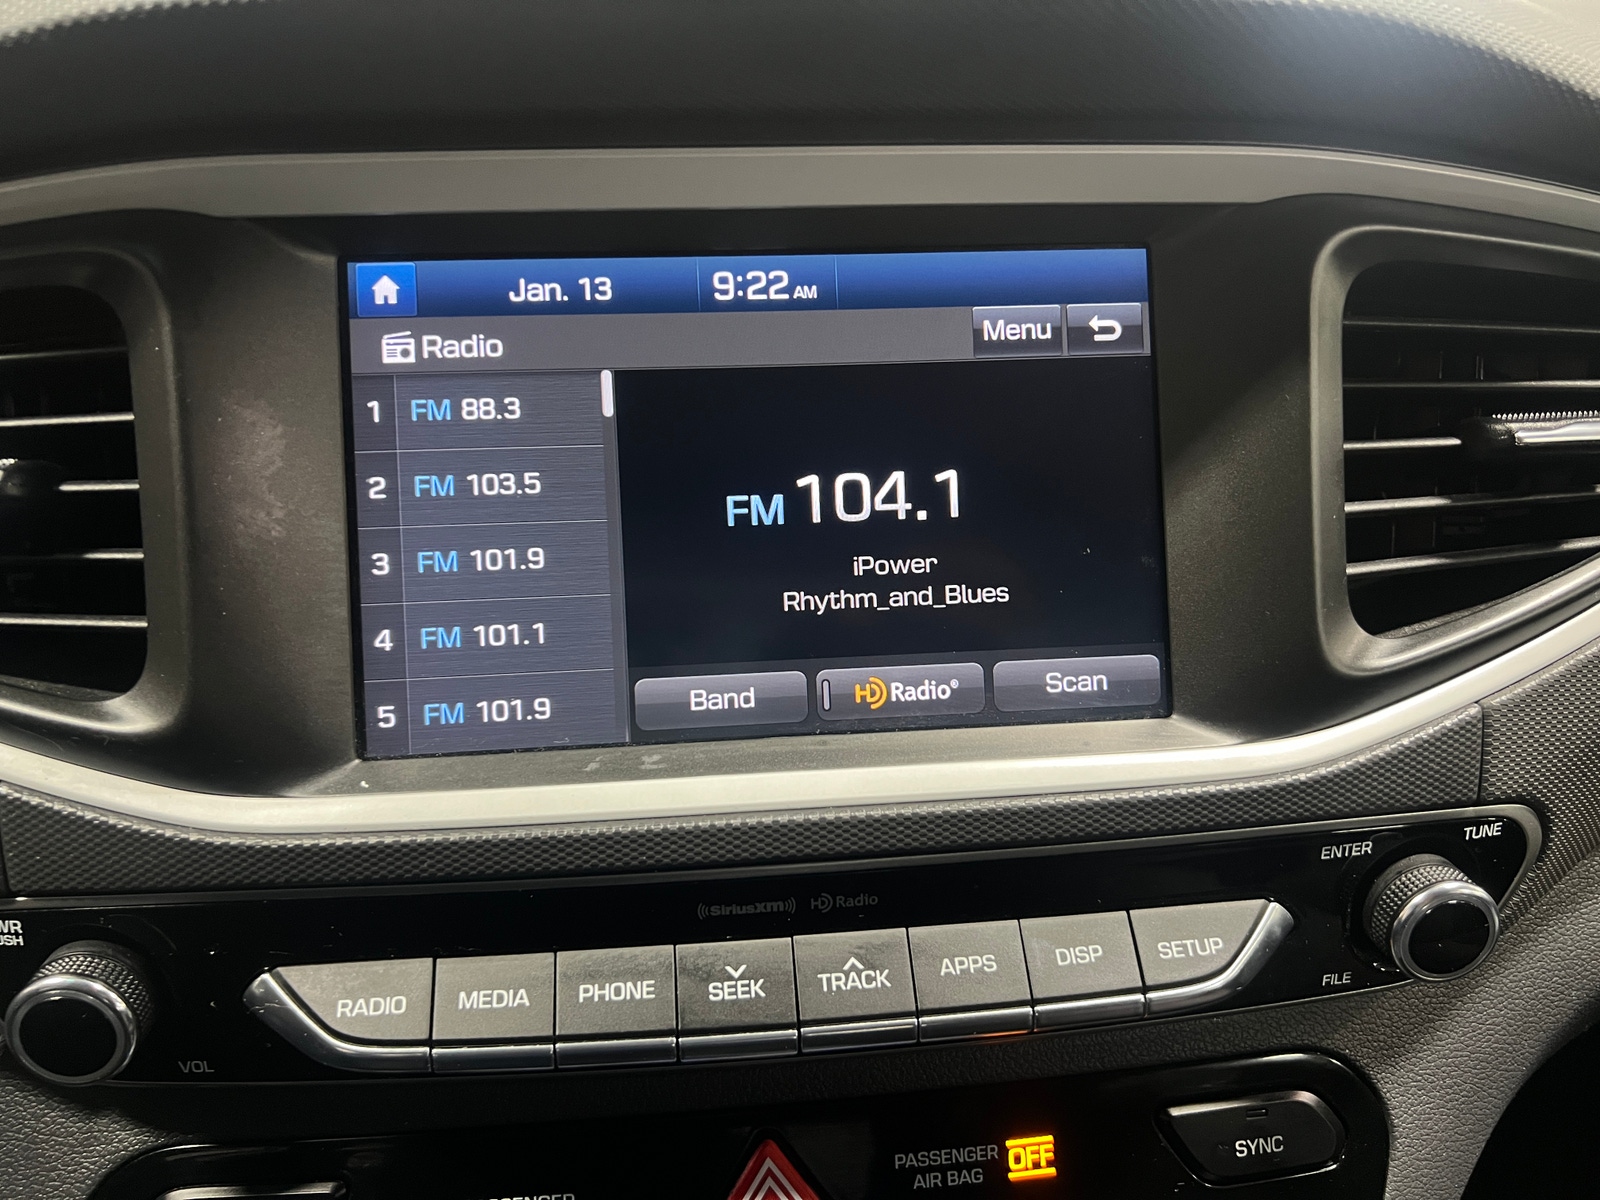 Jan. 13 9:22 AM
Radio Menu
1 FM 88.3
2 FM 103.5
3 FM 101.9
4 FM 101.1
5 FM 101.9
FM 104.1
iPower
Rhythm_and_Blues
Band HD Radio® Scan
ENTER TUNE
SiriusXM HD Radio
RADIO MEDIA PHONE SEEK TRACK APPS DISP SETUP
VOL FILE
PASSENGER OFF
AIR BAG
SYNC
PASSENGER